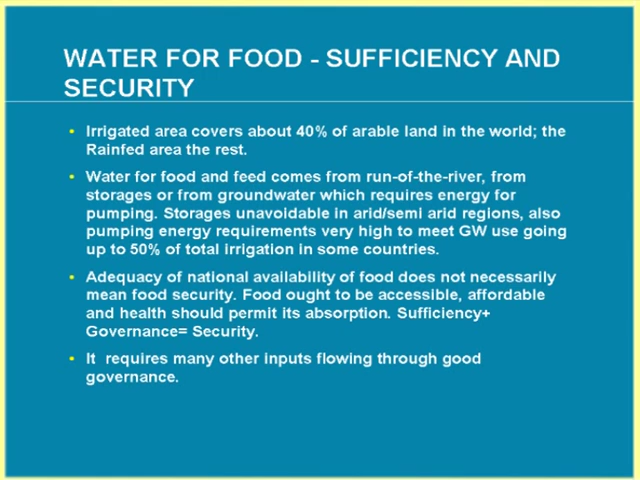 WATER FOR FOOD - SUFFICIENCY AND
SECURITY
• Irrigated area covers about 40% of arable land in the world; the
Rainfed area the rest.
• Water for food and feed comes from run-of-the-river, from
storages or from groundwater which requires energy for
pumping. Storages unavoidable in arid/semi arid regions, also
pumping energy requirements very high to meet GW use going
up to 50% of total irrigation in some countries.
• Adequacy of national availability of food does not necessarily
mean food security. Food ought to be accessible, affordable
and health should permit its absorption. Sufficiency+
Governance= Security.
• It  requires many other inputs flowing through good
governance.